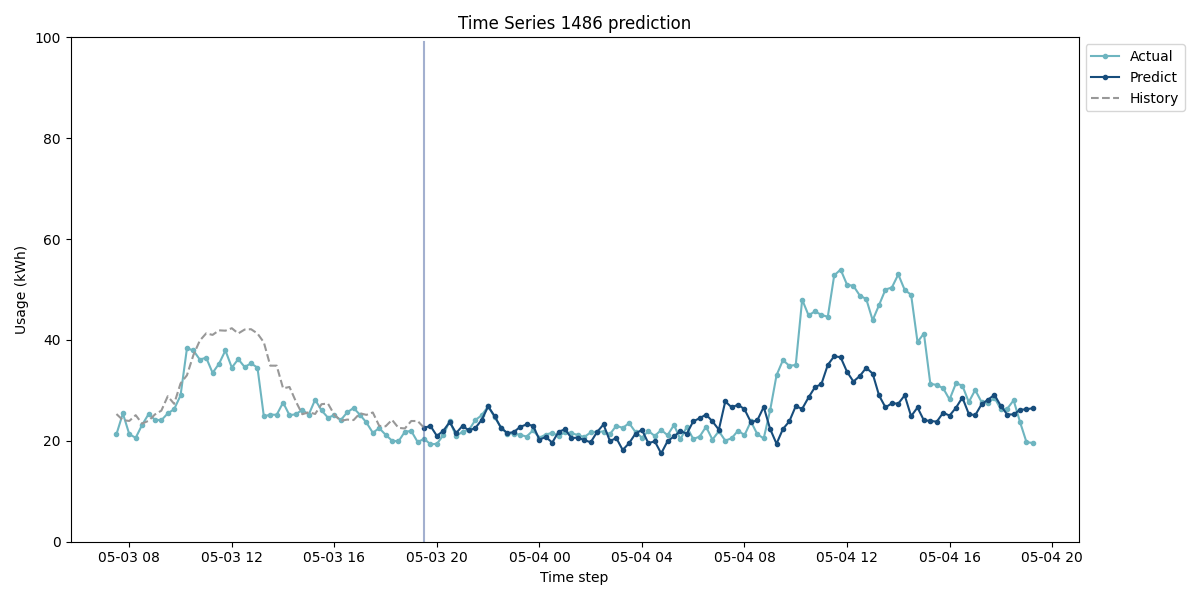 Time Series 1486 prediction
100
80
60
40
20
0
Usage (kWh)
05-03 08
05-03 12
05-03 16
05-03 20
05-04 00
05-04 04
05-04 08
05-04 12
05-04 16
05-04 20
Time step
Actual
Predict
History